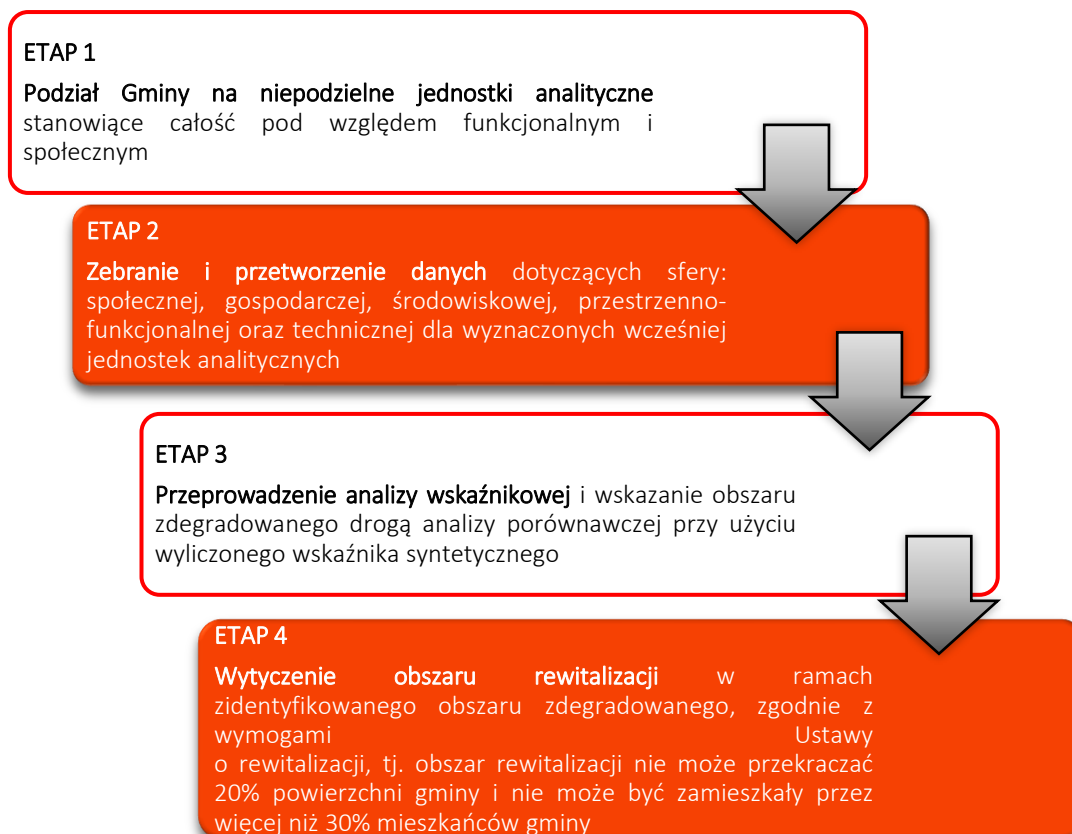 ETAP 1
Podział Gminy na niepodzielne jednostki analityczne
stanowiące całość pod względem funkcjonalnym i
społecznym
ETAP 2
Zebranie i przetworzenie danych dotyczących sfery:
społecznej, gospodarczej, środowiskowej, przestrzenno-
funkcjonalnej oraz technicznej dla wyznaczonych wcześniej
jednostek analitycznych
ETAP 3
Przeprowadzenie analizy wskaźnikowej i wskazanie obszaru
zdegradowanego drogą analizy porównawczej przy użyciu
wyliczonego wskaźnika syntetycznego
ETAP 4
Wytyczenie obszaru rewitalizacji w ramach
zidentyfikowanego obszaru zdegradowanego, zgodnie z
wymogami Ustawy
o rewitalizacji, tj. obszar rewitalizacji nie może przekraczać
20% powierzchni gminy i nie może być zamieszkały przez
więcej niż 30% mieszkańców gminy